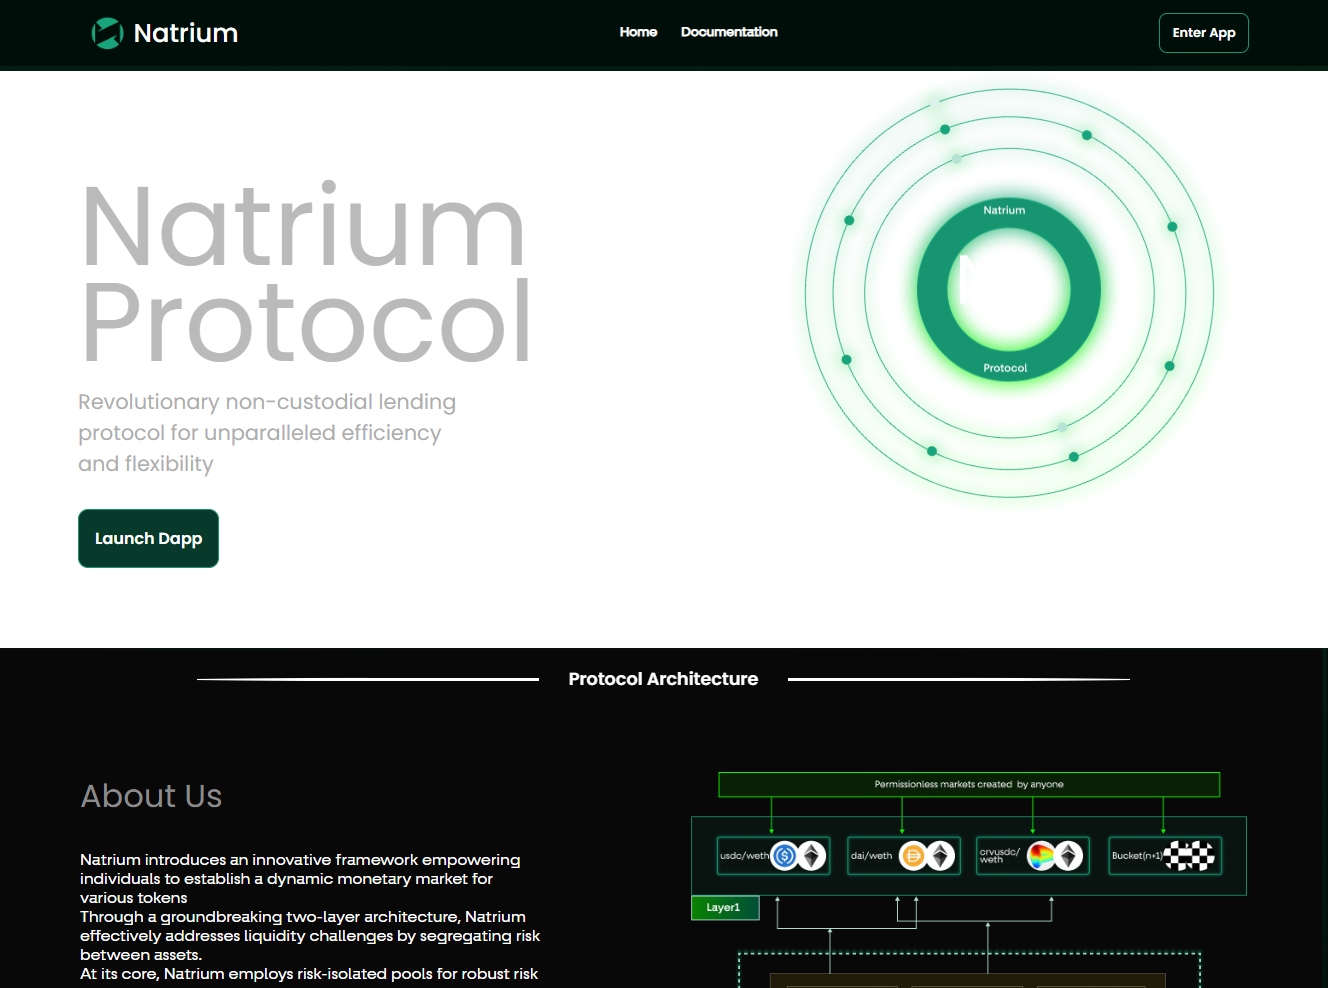 Natrium
Home
Documentation
Enter App
Natrium
Protocol
Revolutionary non-custodial lending
protocol for unparalleled efficiency
and flexibility
Launch Dapp
Natrium
N
Protocol
Protocol Architecture
About Us
Natrium introduces an innovative framework empowering
individuals to establish a dynamic monetary market for
various tokens
Through a groundbreaking two-layer architecture, Natrium
effectively addresses liquidity challenges by segregating risk
between assets.
At its core, Natrium employs risk-isolated pools for robust risk
Permissionless markets created by anyone
usdc/weth
dai/weth
crvusdc/
weth
Bucket(n+1)
Layer1